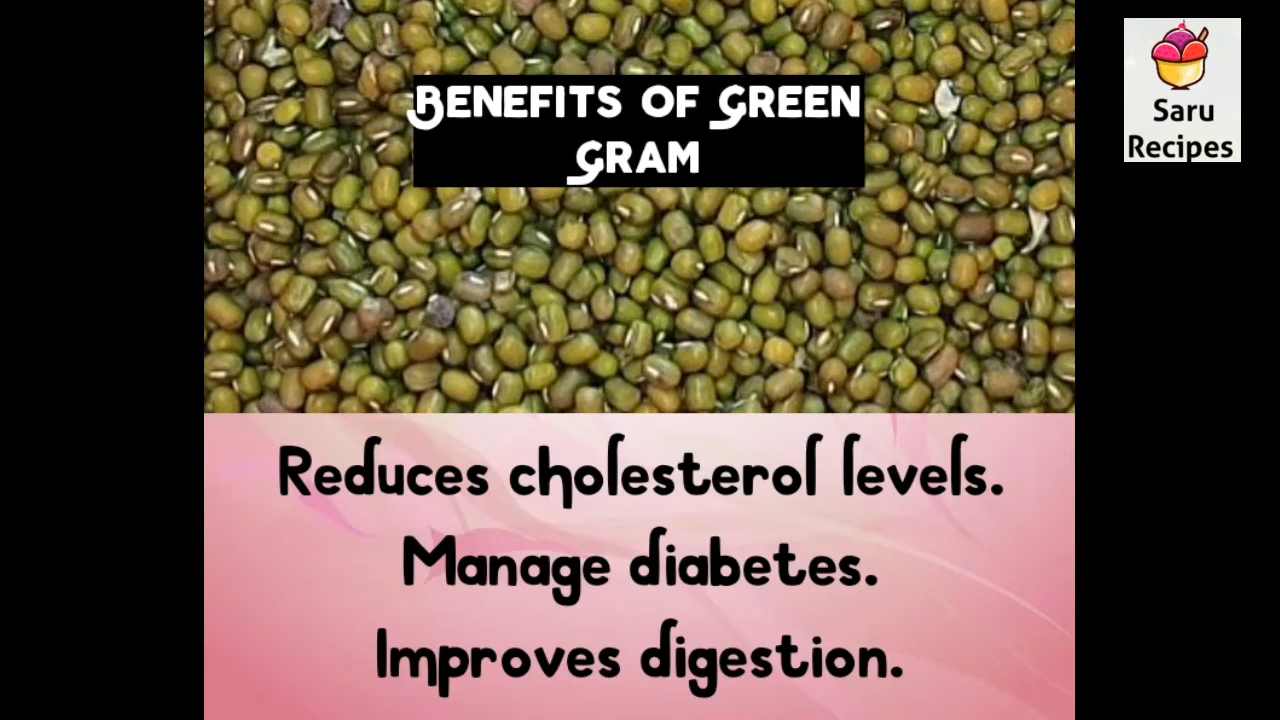 Benefits of Green
Gram
Saru
Recipes
Reduces cholesterol levels.
Manage diabetes.
Improves digestion.